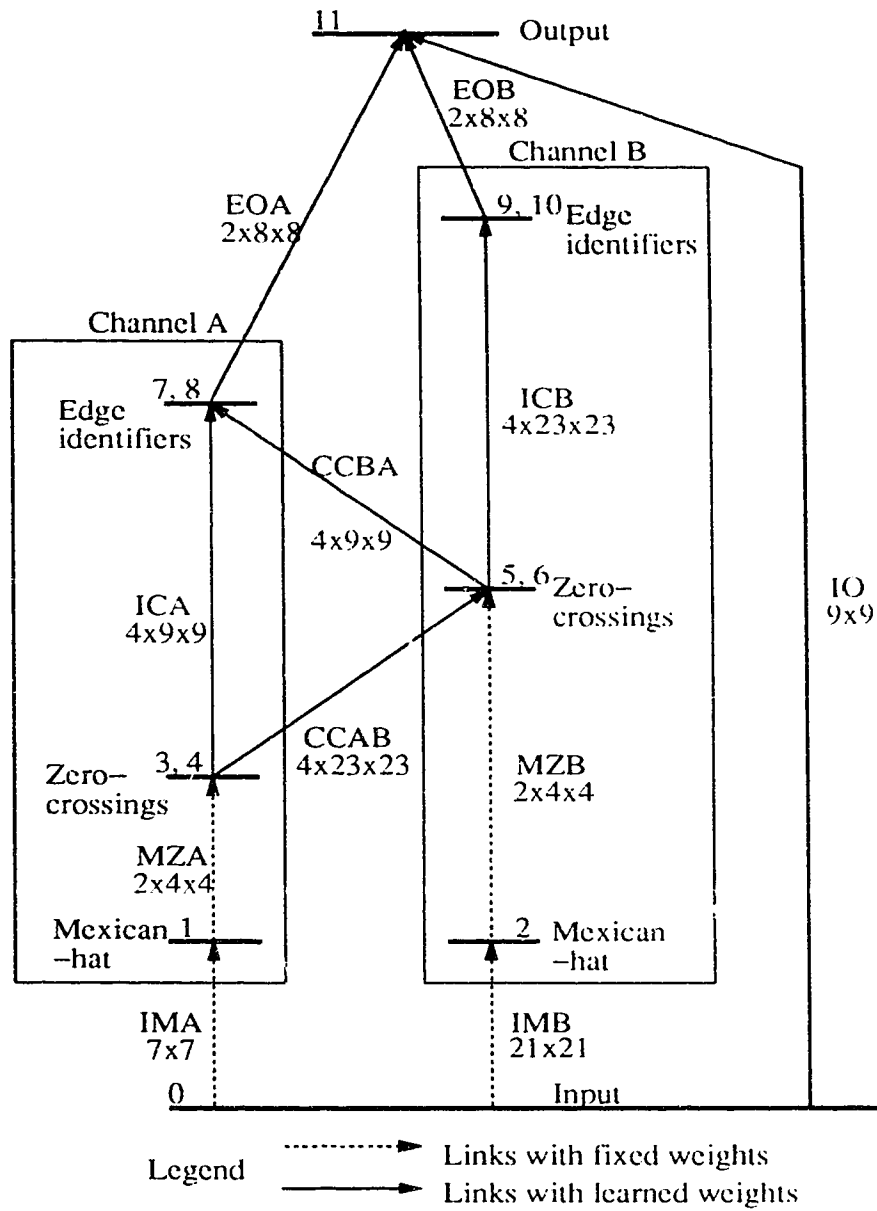 11
Output
EOB
2x8x8
Channel B
EOA
2x8x8
9, 10
Edge
identifiers
Channel A
7, 8
Edge
identifiers
ICB
4x23x23
CCBA
4x9x9
5, 6
Zero-
crossings
IO
9x9
ICA
4x9x9
CCAB
4x23x23
3, 4
Zero-
crossings
MZB
2x4x4
MZA
2x4x4
Mexican
-hat
1
2
Mexican
-hat
IMA
7x7
IMB
21x21
0
Input
Legend
Links with fixed weights
Links with learned weights